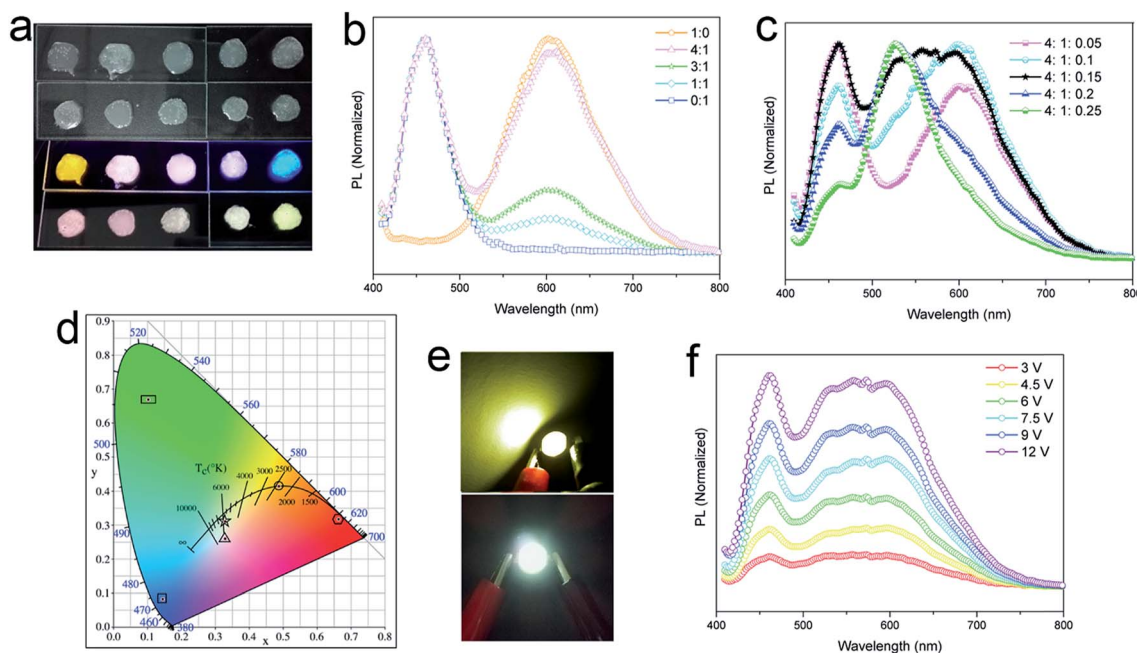 a
b
PL (Normalized)
1:0
4:1
3:1
1:1
0:1
400 500 600 700 800
Wavelength (nm)
c
PL (Normalized)
4: 1: 0.05
4: 1: 0.1
4: 1: 0.15
4: 1: 0.2
4: 1: 0.25
400 500 600 700 800
Wavelength (nm)
d
0.9
0.8
0.7
0.6
0.5
y
0.4
0.3
0.2
0.1
0.0
0.0 0.1 0.2 0.3 0.4 0.5 0.6 0.7 0.8
x
520
540
560
500
580
600
620
700
490
480
470
460
380
Tc(°K)
∞
10000
6000
4000
3000
2500
2000
1500
e
f
PL (Normalized)
3 V
4.5 V
6 V
7.5 V
9 V
12 V
400 500 600 700 800
Wavelength (nm)